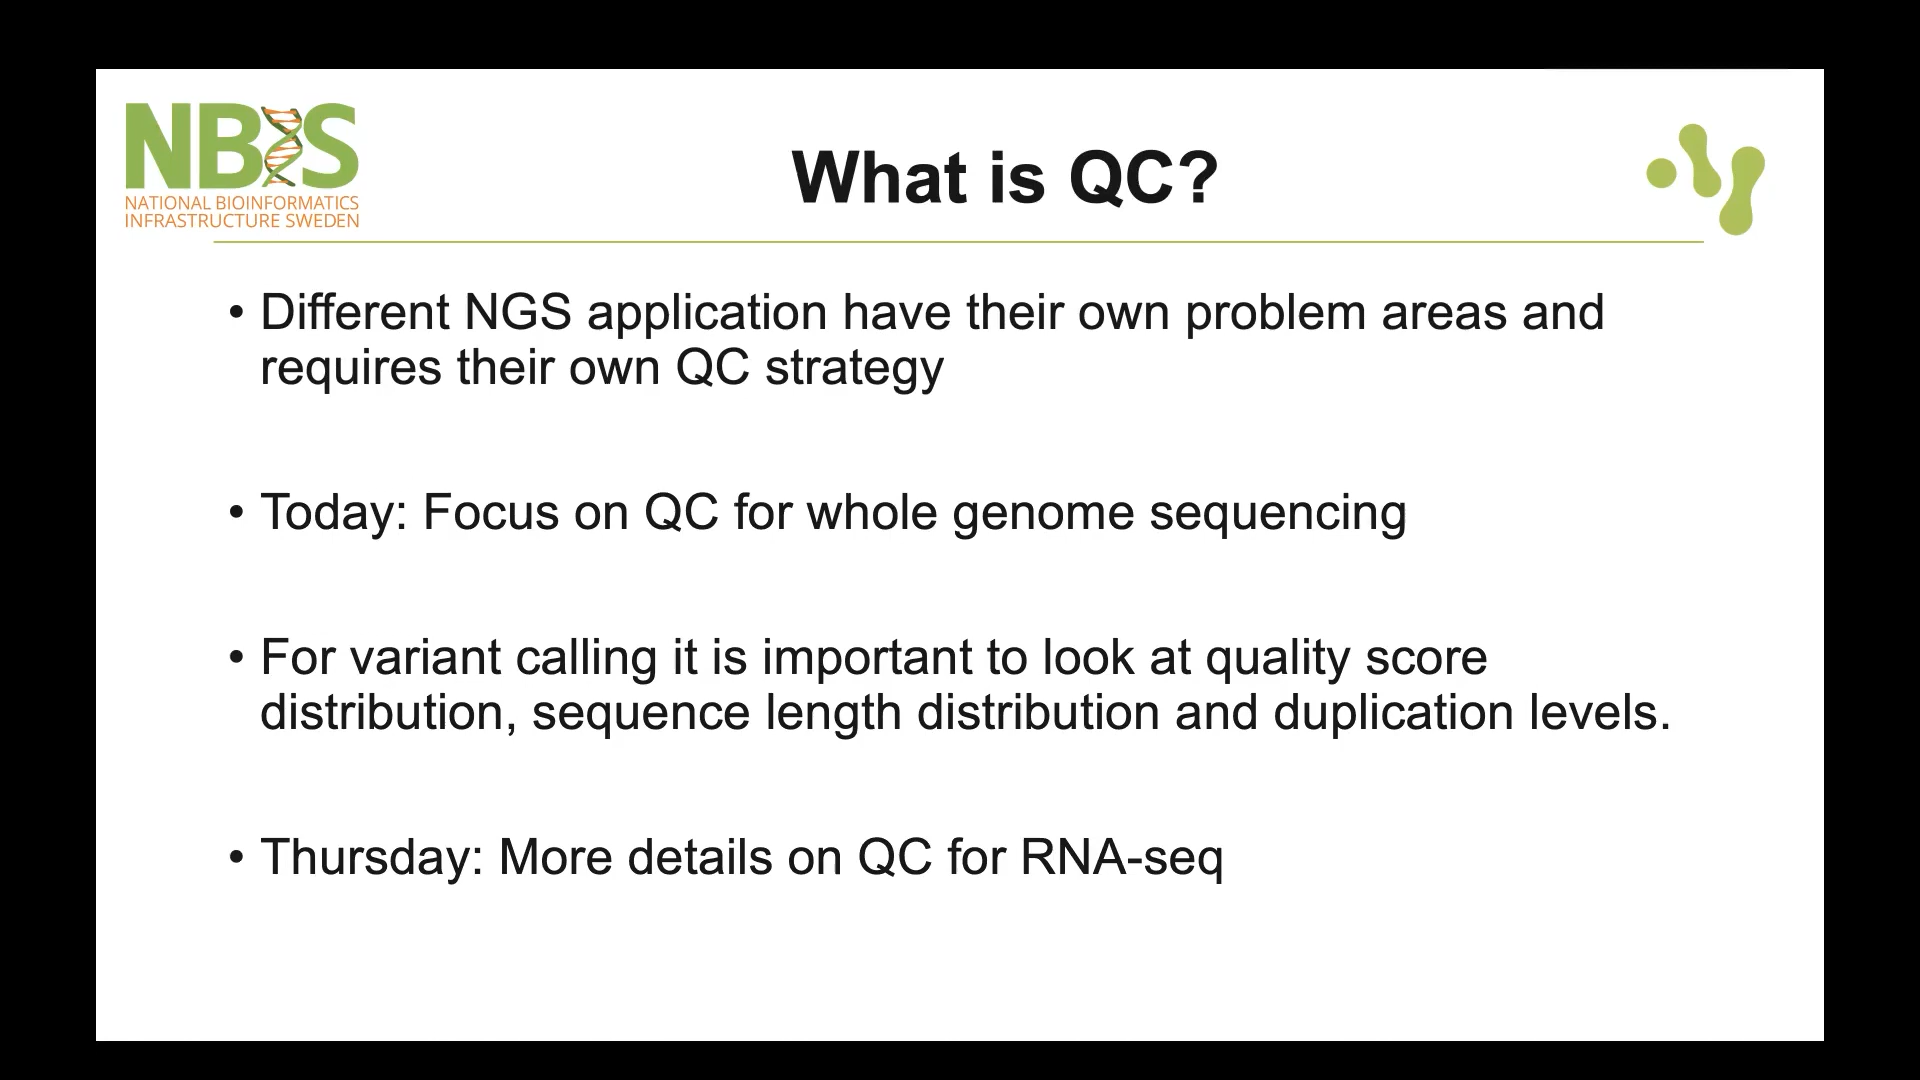 NBIS
NATIONAL BIOINFORMATICS
INFRASTRUCTURE SWEDEN
What is QC?
• Different NGS application have their own problem areas and
requires their own QC strategy
• Today: Focus on QC for whole genome sequencing
• For variant calling it is important to look at quality score
distribution, sequence length distribution and duplication levels.
• Thursday: More details on QC for RNA-seq